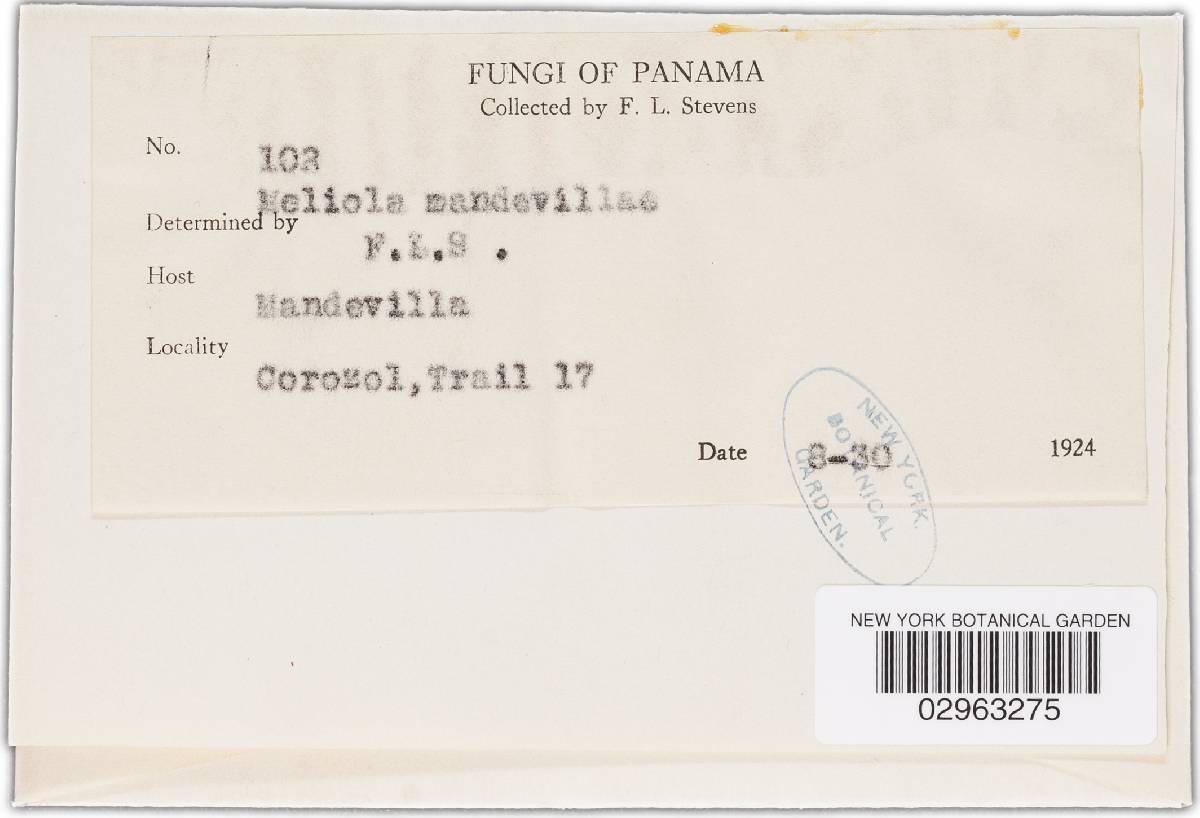 FUNGI OF PANAMA
Collected by F. L. Stevens
No. 102
Meliola mandevillae
Determined by
F.L.S .
Host
Mandevilla
Locality
Corozol,Trail 17
Date 8-30 1924
NEW YORK
BOTANICAL
GARDEN.
NEW YORK BOTANICAL GARDEN
02963275